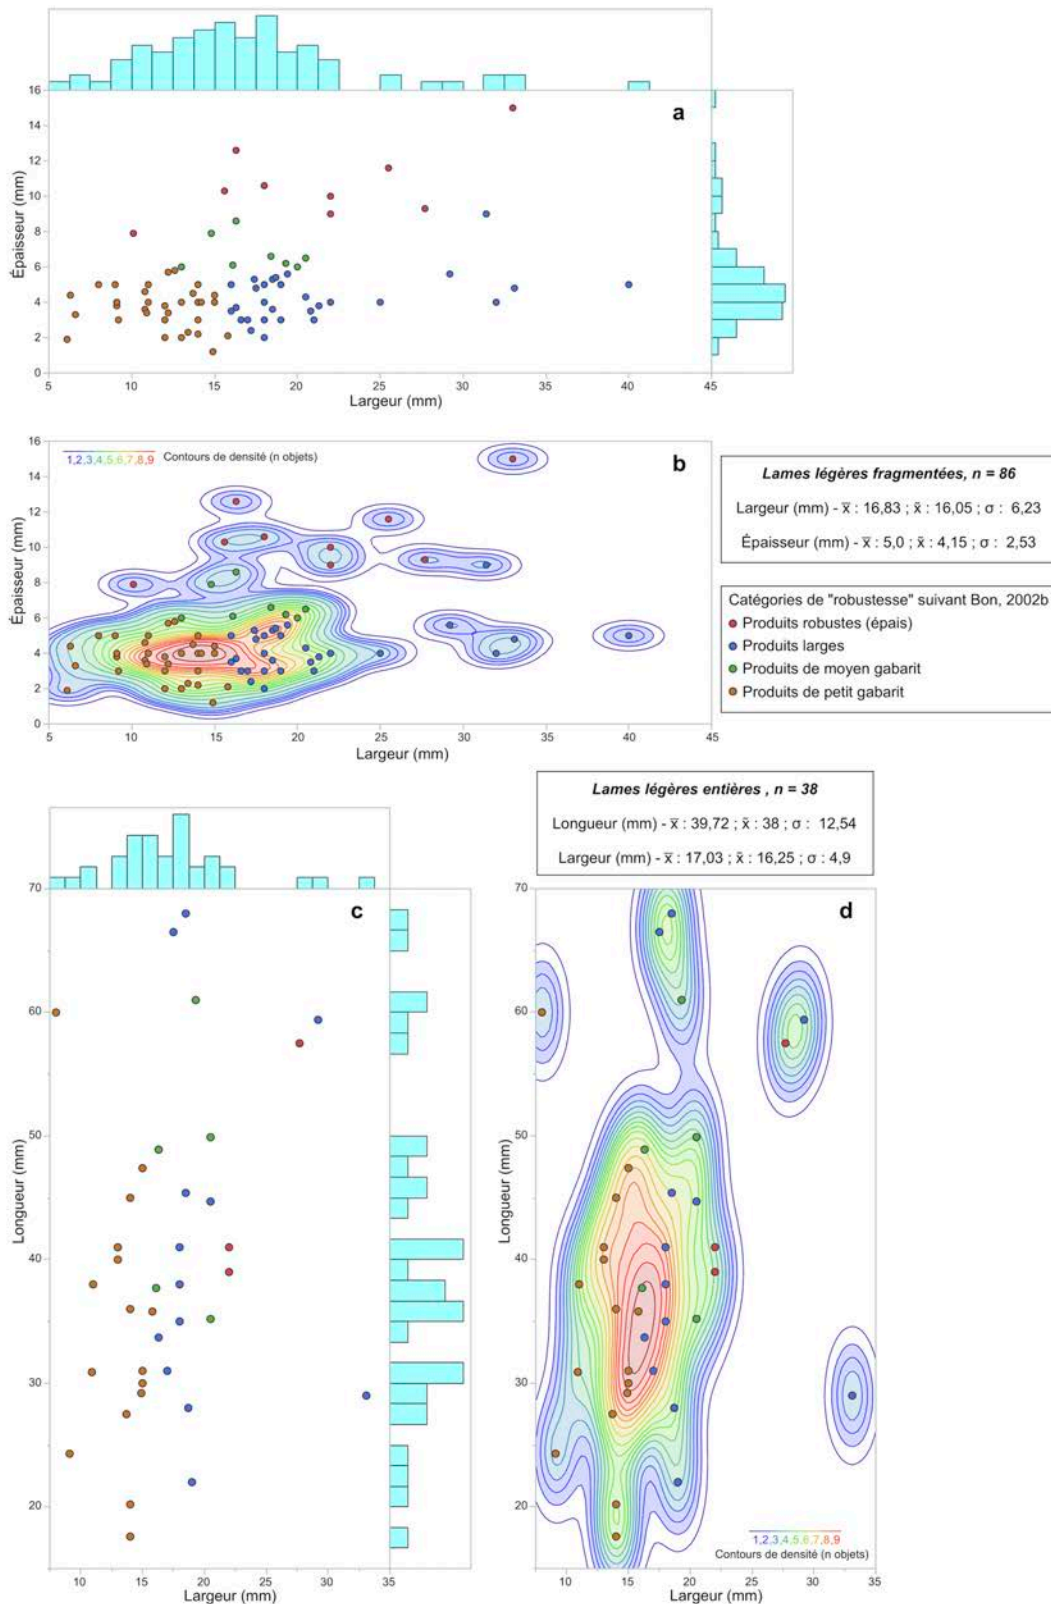 a
16
14
12
10
8
6
4
2
0
Épaisseur (mm)
5 10 15 20 25 30 35 40 45
Largeur (mm)
b
1,2,3,4,5,6,7,8,9 Contours de densité (n objets)
16
14
12
10
8
6
4
2
0
Épaisseur (mm)
5 10 15 20 25 30 35 40 45
Largeur (mm)
Lames légères fragmentées, n = 86
Largeur (mm) - x̅ : 16,83 ; x̃ : 16,05 ; σ : 6,23
Épaisseur (mm) - x̅ : 5,0 ; x̃ : 4,15 ; σ : 2,53
Catégories de "robustesse" suivant Bon, 2002b
Produits robustes (épais)
Produits larges
Produits de moyen gabarit
Produits de petit gabarit
Lames légères entières , n = 38
Longueur (mm) - x̅ : 39,72 ; x̃ : 38 ; σ : 12,54
Largeur (mm) - x̅ : 17,03 ; x̃ : 16,25 ; σ : 4,9
c
70
60
50
40
30
20
Longueur (mm)
10 15 20 25 30 35
Largeur (mm)
d
70
60
50
40
30
20
Longueur (mm)
1,2,3,4,5,6,7,8,9
Contours de densité (n objets)
10 15 20 25 30 35
Largeur (mm)